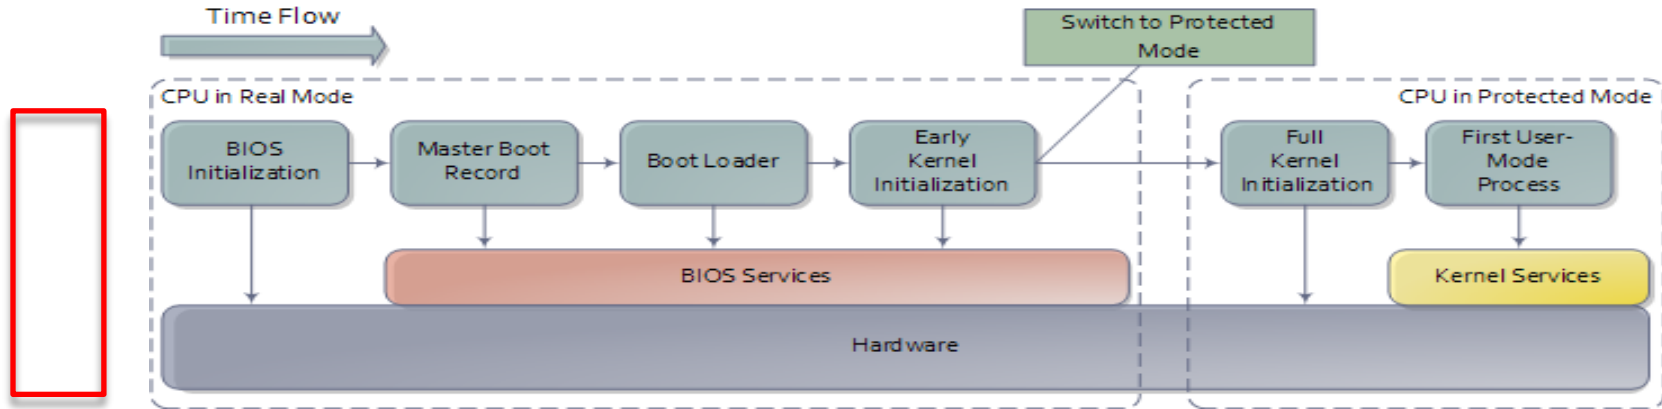 Time Flow
Switch to Protected
Mode
CPU in Real Mode
CPU in Protected Mode
BIOS
Initialization
Master Boot
Record
Boot Loader
Early
Kernel
Initialization
Full
Kernel
Initialization
First User-
Mode
Process
BIOS Services
Kernel Services
Hardware